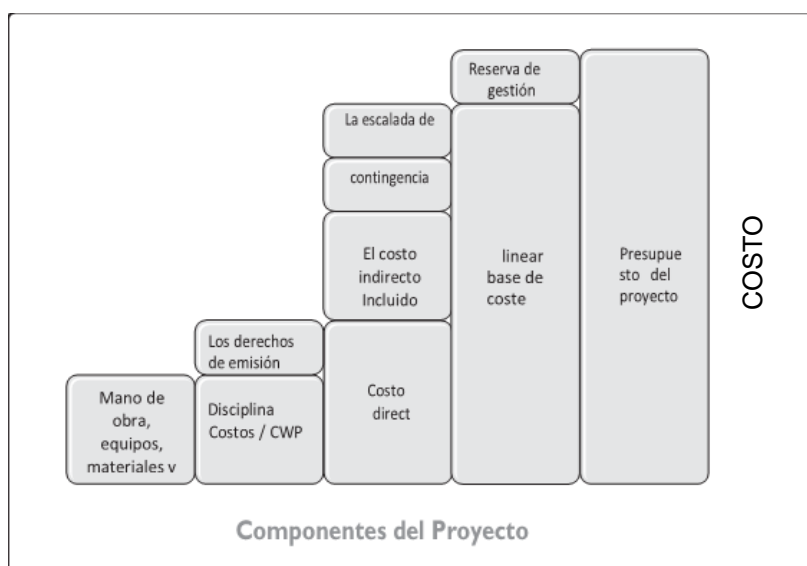 Reserva de
gestión
La escalada de
contingencia
El costo
indirecto
Incluido
linear
base de
coste
Presupue
sto del
proyecto
COSTO
Los derechos
de emisión
Mano de
obra,
equipos,
materiales v
Disciplina
Costos / CWP
Costo
direct
Componentes del Proyecto